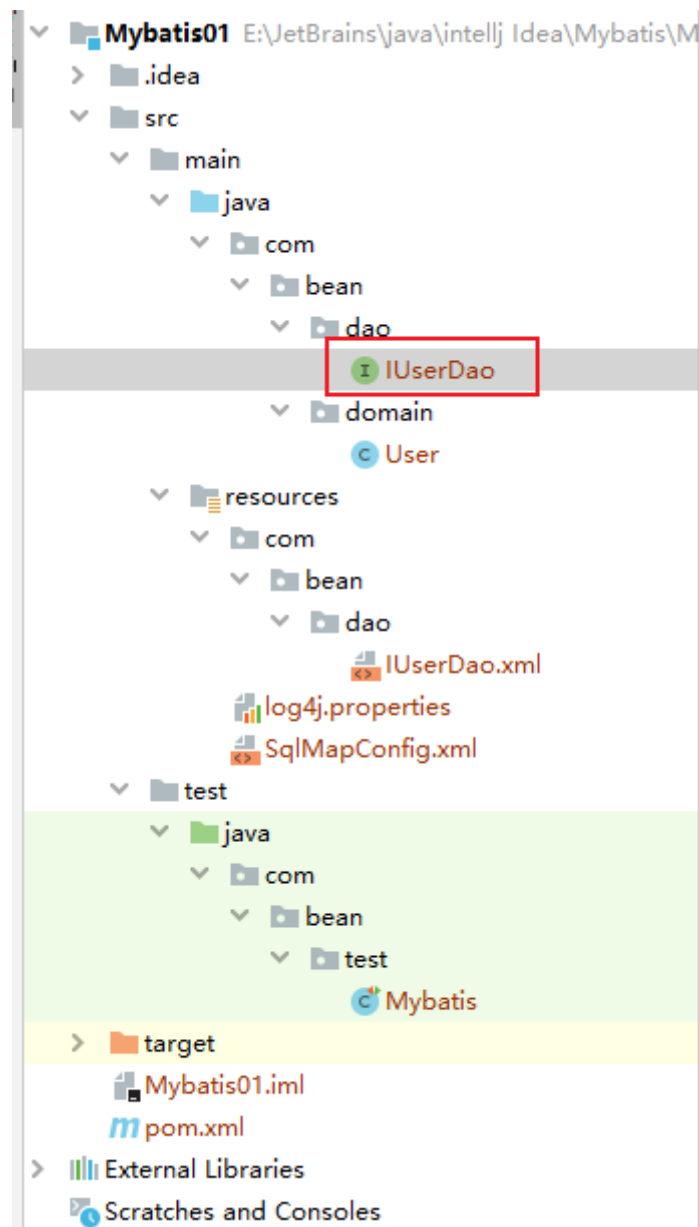 Mybatis01 E:\JetBrains\java\intellj Idea\Mybatis\M
.idea
src
main
java
com
bean
dao
IUserDao
domain
User
resources
com
bean
dao
IUserDao.xml
log4j.properties
SqlMapConfig.xml
test
java
com
bean
test
Mybatis
target
Mybatis01.iml
pom.xml
External Libraries
Scratches and Consoles